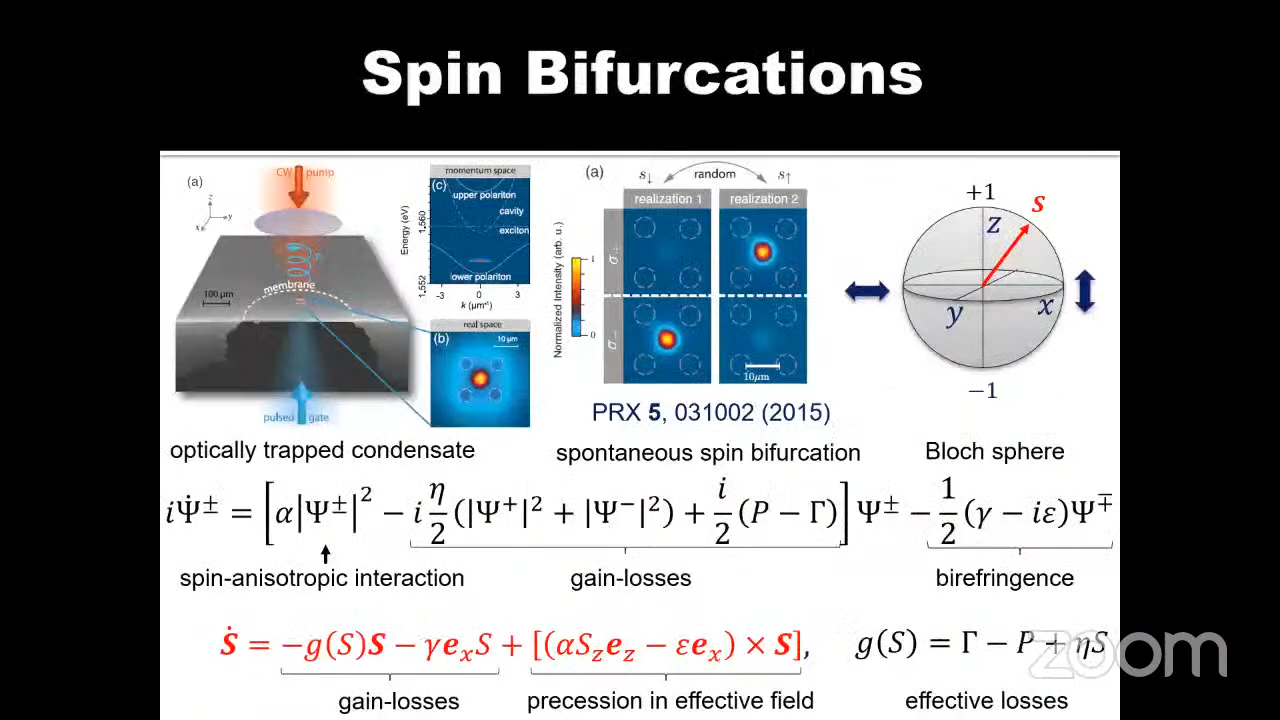 Spin Bifurcations
(a)
CW pump
z
y
x
membrane
100 μm
pulsed gate
momentum space
(c)
upper polariton
cavity
exciton
lower polariton
Energy (eV)
1,560
1,552
−3 0 3
k (μm⁻¹)
real space
(b)
10 μm
optically trapped condensate
(a)
s↓ random s↑
realization 1 realization 2
σ+
σ−
Normalized Intensity (arb. u.)
1
0
10μm
PRX 5, 031002 (2015)
spontaneous spin bifurcation
+1
z
s
y
x
−1
Bloch sphere
iΨ̇± = [α|Ψ±|² − i η/2 (|Ψ⁺|² + |Ψ⁻|²) + i/2 (P − Γ)] Ψ± − 1/2 (γ − iε)Ψ∓
spin-anisotropic interaction gain-losses birefringence
Ṡ = −g(S)S − γeₓS + [(αS_z e_z − εeₓ) × S], g(S) = Γ − P + ηS
gain-losses precession in effective field effective losses
zoom